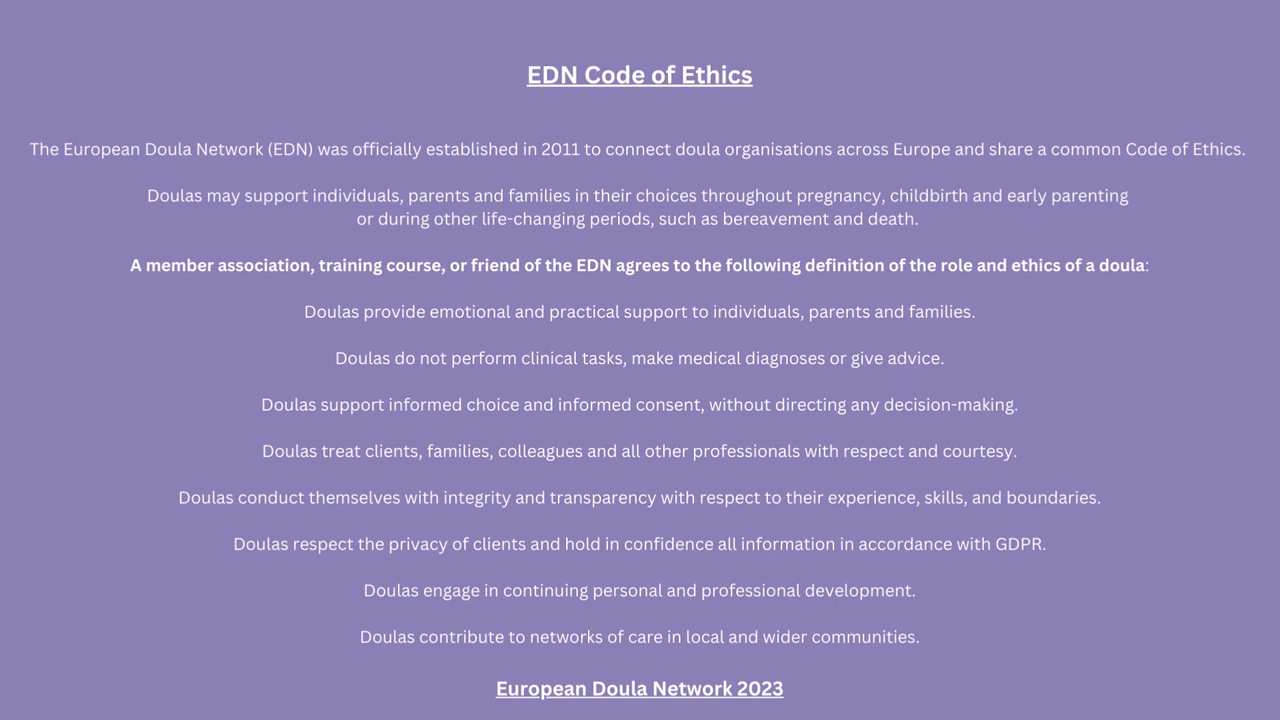 EDN Code of Ethics
The European Doula Network (EDN) was officially established in 2011 to connect doula organisations across Europe and share a common Code of Ethics.
Doulas may support individuals, parents and families in their choices throughout pregnancy, childbirth and early parenting
or during other life-changing periods, such as bereavement and death.
A member association, training course, or friend of the EDN agrees to the following definition of the role and ethics of a doula:
Doulas provide emotional and practical support to individuals, parents and families.
Doulas do not perform clinical tasks, make medical diagnoses or give advice.
Doulas support informed choice and informed consent, without directing any decision-making.
Doulas treat clients, families, colleagues and all other professionals with respect and courtesy.
Doulas conduct themselves with integrity and transparency with respect to their experience, skills, and boundaries.
Doulas respect the privacy of clients and hold in confidence all information in accordance with GDPR.
Doulas engage in continuing personal and professional development.
Doulas contribute to networks of care in local and wider communities.
European Doula Network 2023